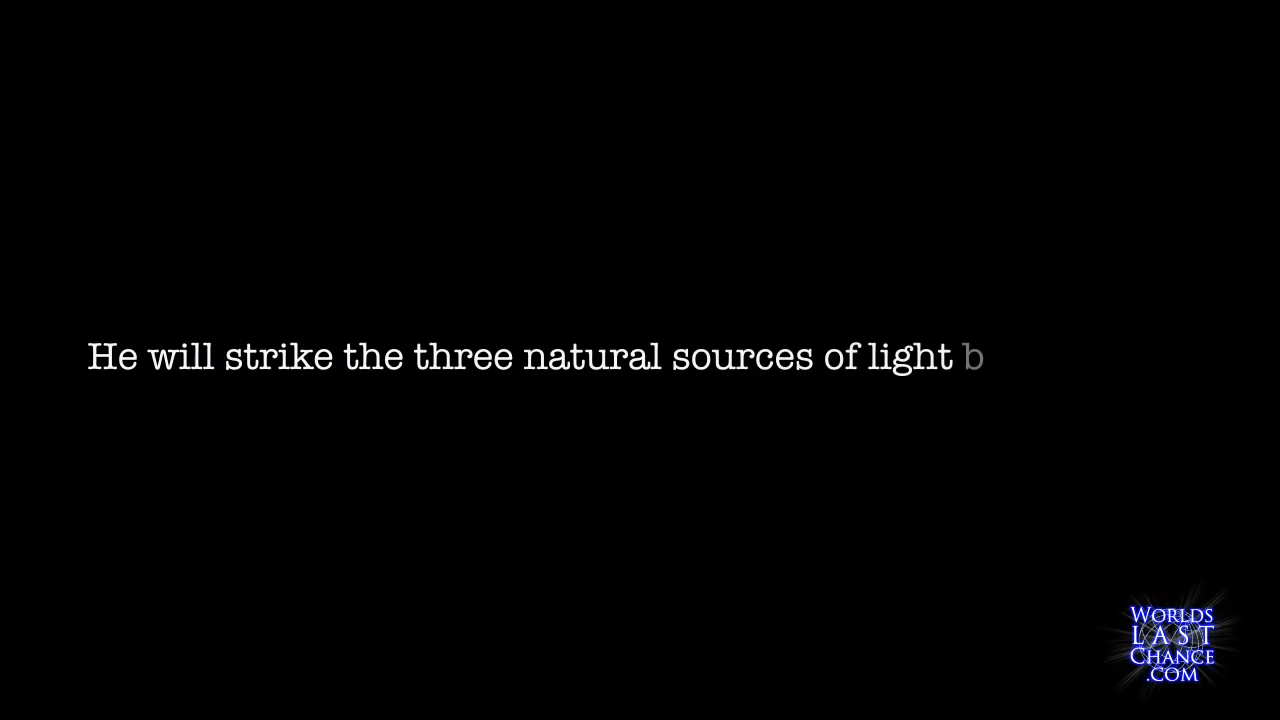 He will strike the three natural sources of light b
WORLDS
LAST
CHANCE
.COM